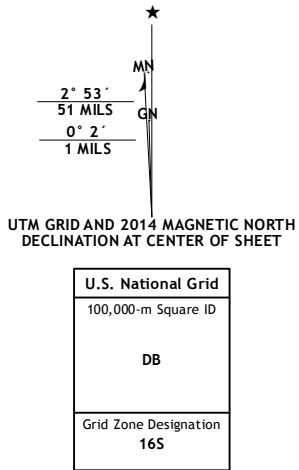 MN
2° 53´
51 MILS
GN
0° 2´
1 MILS
UTM GRID AND 2014 MAGNETIC NORTH
DECLINATION AT CENTER OF SHEET
U.S. National Grid
100,000-m Square ID
DB
Grid Zone Designation
16S